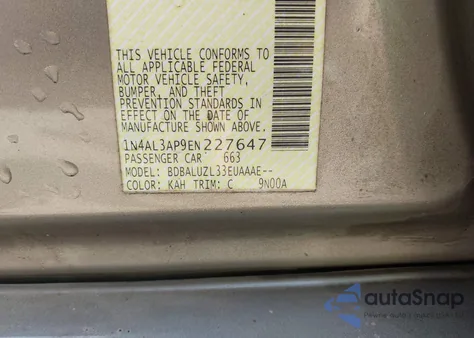 THIS VEHICLE CONFORMS TO
ALL APPLICABLE FEDERAL
MOTOR VEHICLE SAFETY,
BUMPER, AND THEFT
PREVENTION STANDARDS IN
EFFECT ON THE DATE OF
MANUFACTURE SHOWN ABOVE.
1N4AL3AP9EN227647
PASSENGER CAR 663
MODEL: BDBALUZL33EUAAAE--
COLOR: KAH TRIM: C 9N00A
autoSnap